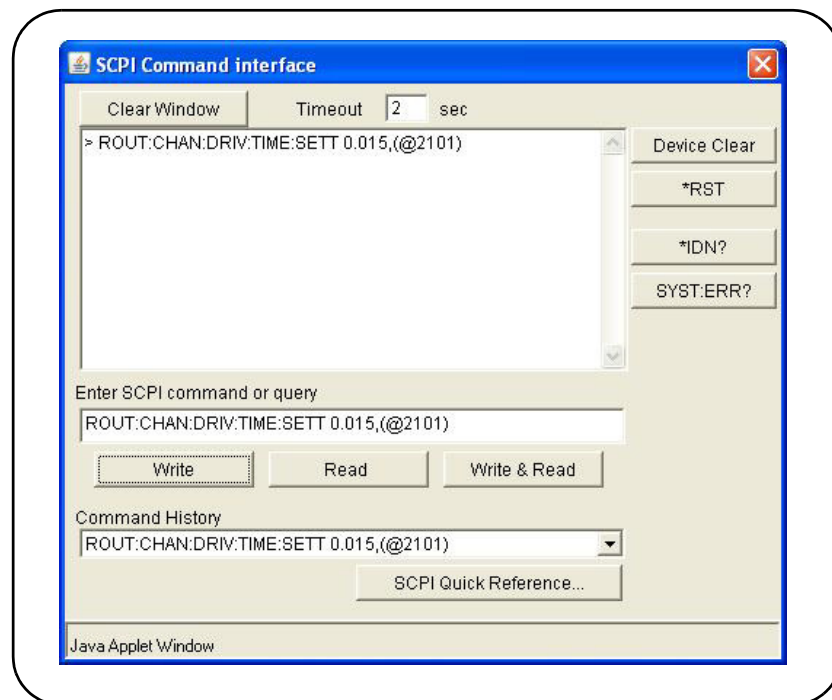 SCPI Command interface
Clear Window Timeout 2 sec
> ROUT:CHAN:DRIV:TIME:SETT 0.015,(@2101)
Device Clear
*RST
*IDN?
SYST:ERR?
Enter SCPI command or query
ROUT:CHAN:DRIV:TIME:SETT 0.015,(@2101)
Write Read Write & Read
Command History
ROUT:CHAN:DRIV:TIME:SETT 0.015,(@2101)
SCPI Quick Reference...
Java Applet Window